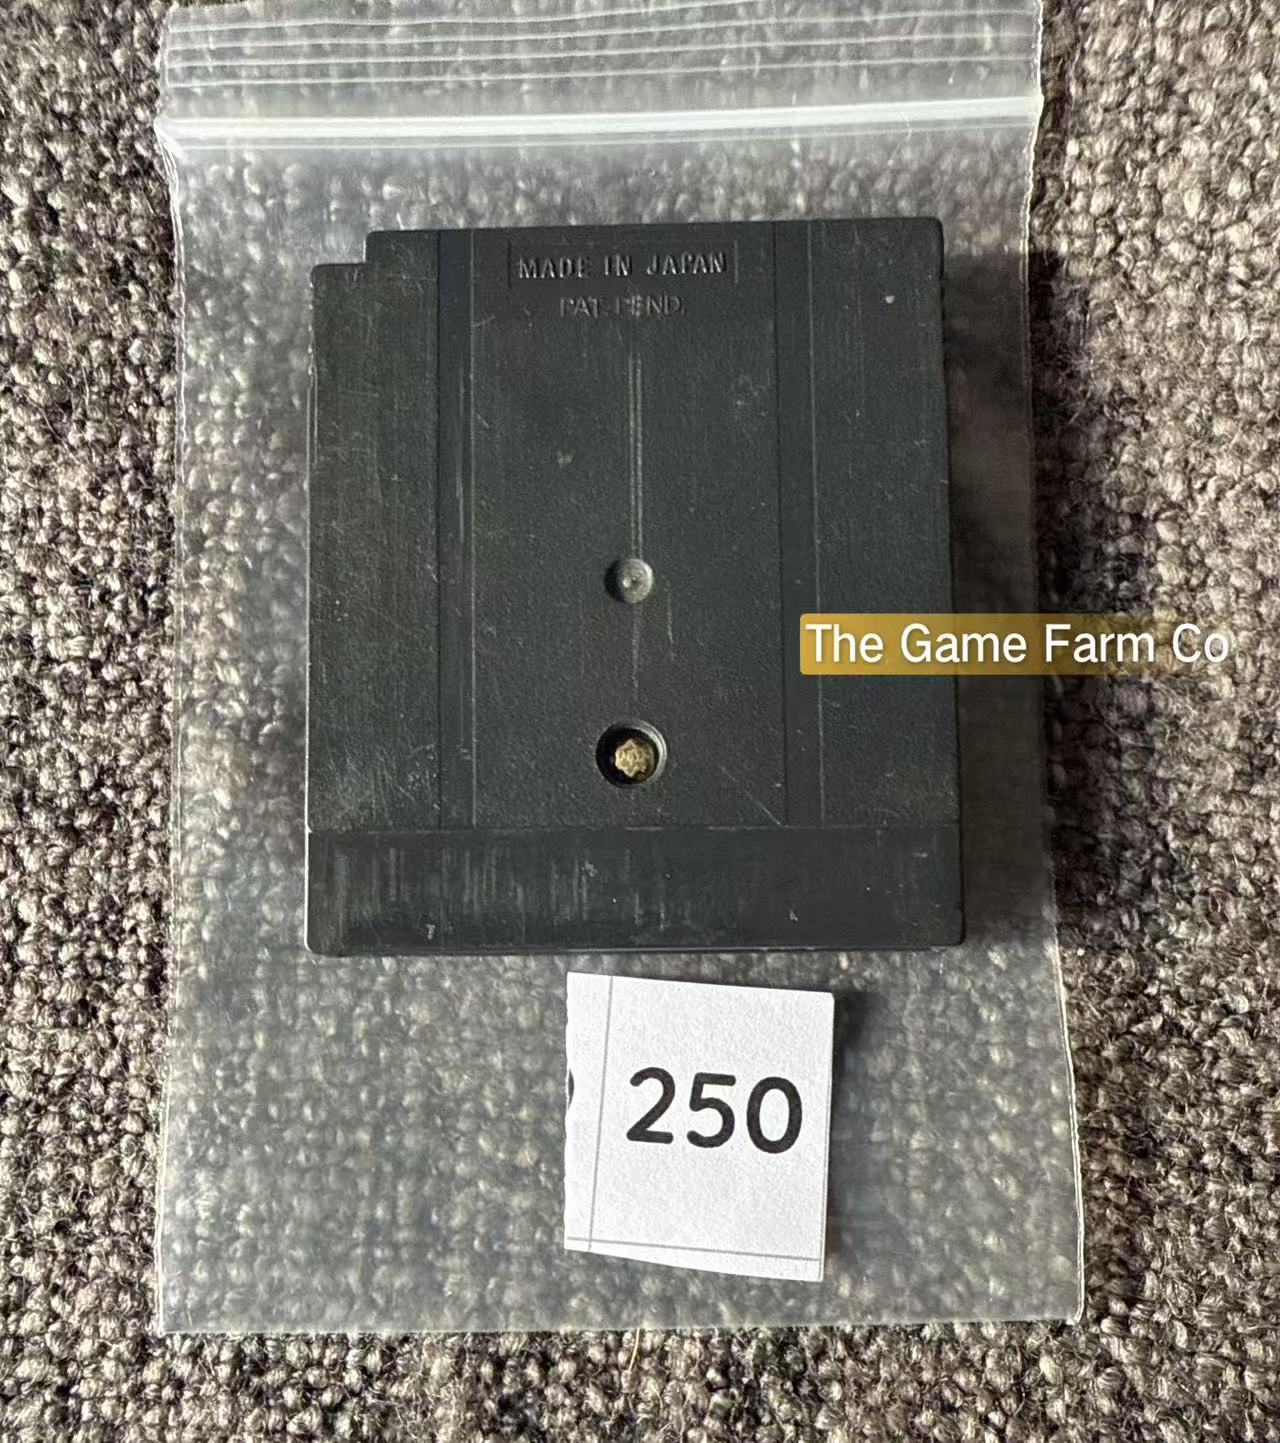 MADE IN JAPAN
PAT. PEND.
The Game Farm Co
250